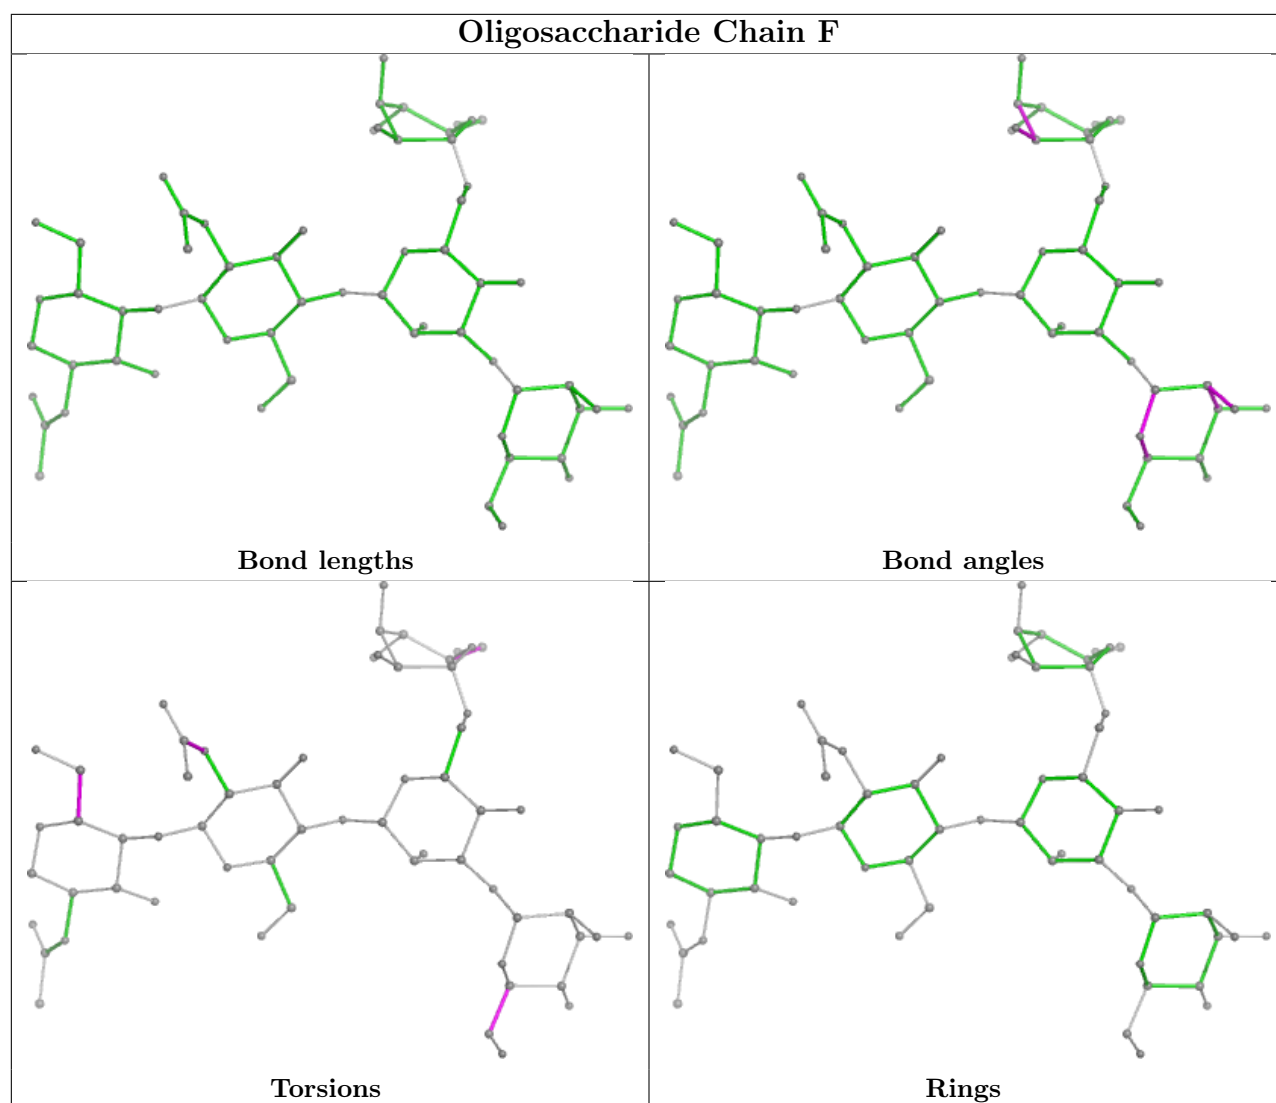 Oligosaccharide Chain F
Bond lengths
Bond angles
Torsions
Rings